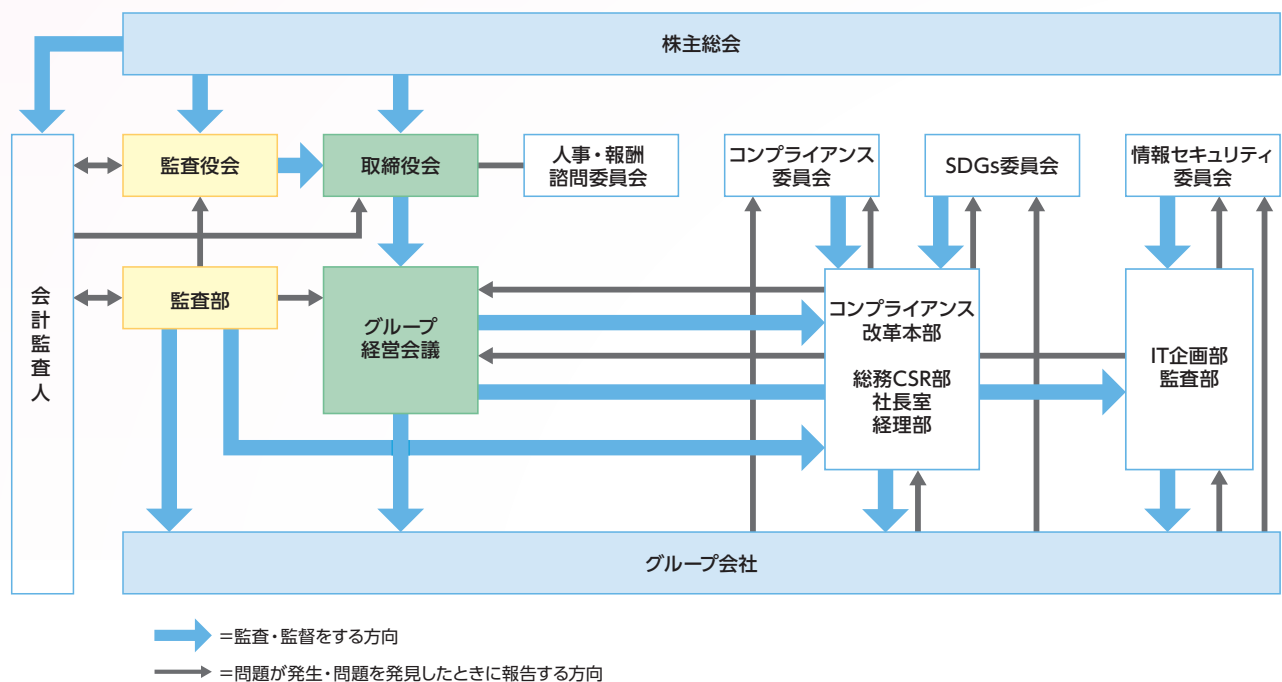 株主総会
監査役会
取締役会
人事・報酬
諮問委員会
コンプライアンス
委員会
SDGs委員会
情報セキュリティ
委員会
会計監査人
監査部
グループ
経営会議
コンプライアンス
改革本部
総務CSR部
社長室
経理部
IT企画部
監査部
グループ会社
=監査・監督をする方向
=問題が発生・問題を発見したときに報告する方向